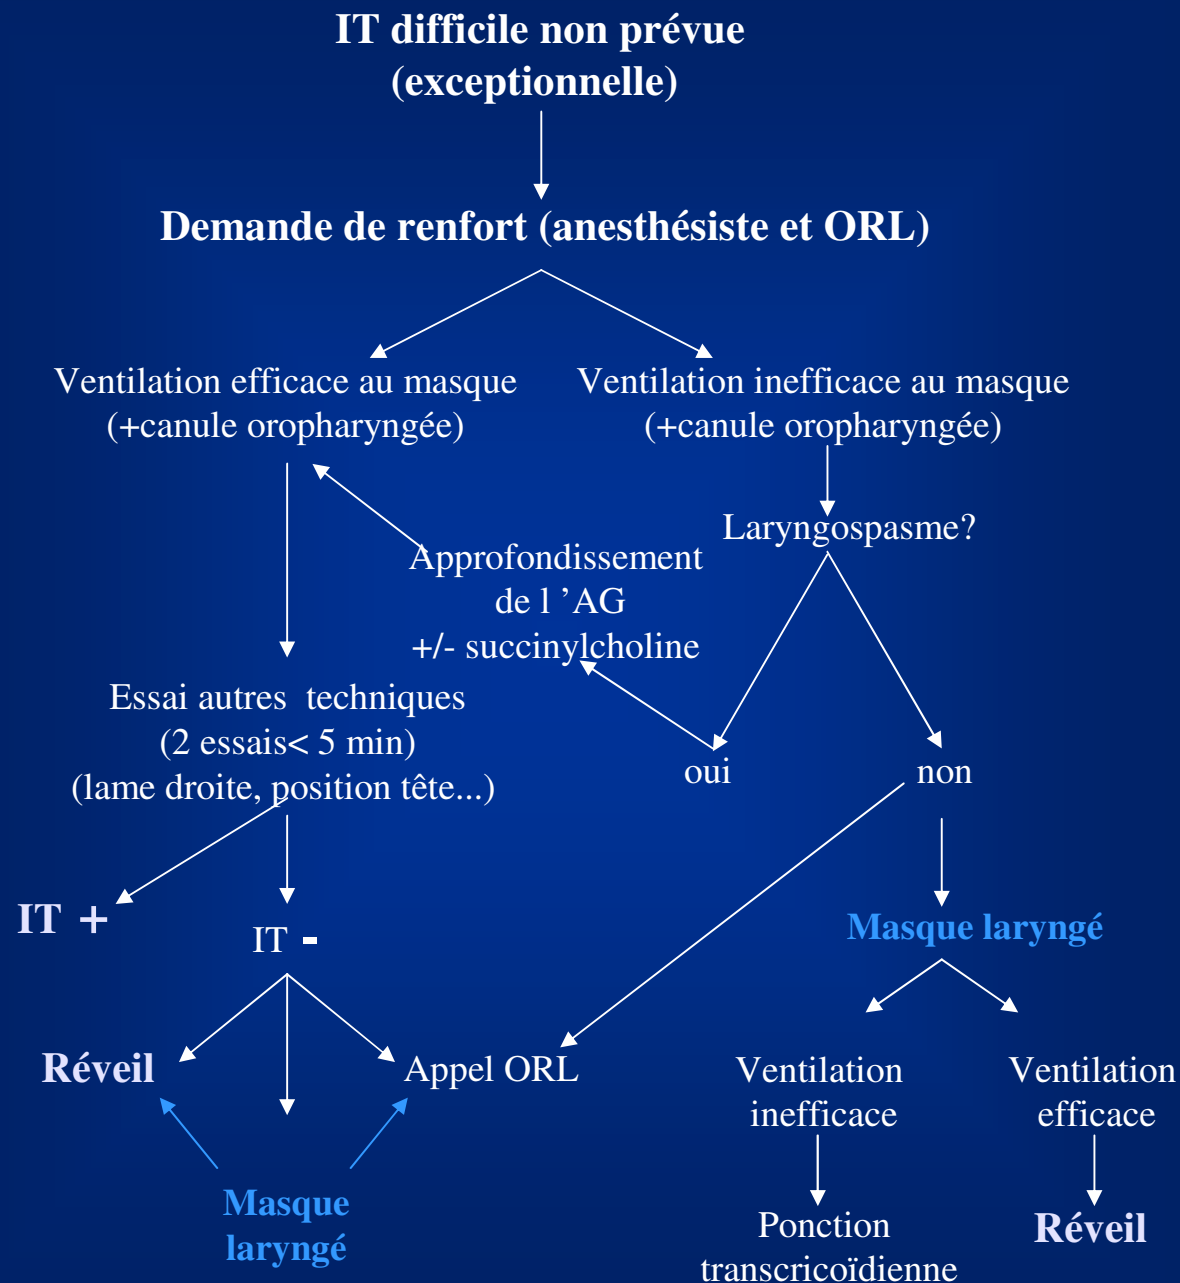 IT difficile non prévue
(exceptionnelle)
Demande de renfort (anesthésiste et ORL)
Ventilation efficace au masque
(+canule oropharyngée)
Ventilation inefficace au masque
(+canule oropharyngée)
Laryngospasme?
Approfondissement
de l ’AG
+/- succinylcholine
Essai autres techniques
(2 essais< 5 min)
(lame droite, position tête...)
oui
non
IT +
IT -
Masque laryngé
Réveil
Appel ORL
Ventilation
inefficace
Ventilation
efficace
Masque
laryngé
Ponction
transcricoïdienne
Réveil